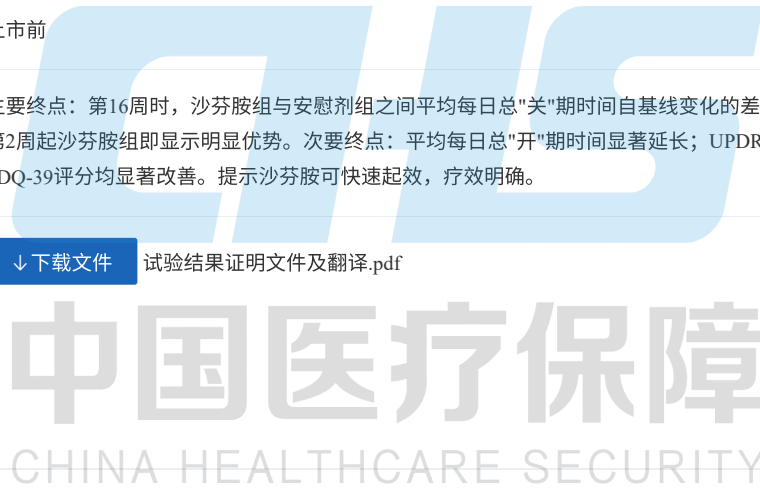 上市前
主要终点：第16周时，沙芬胺组与安慰剂组之间平均每日总"关"期时间自基线变化的差
第2周起沙芬胺组即显示明显优势。次要终点：平均每日总"开"期时间显著延长；UPDR
DQ-39评分均显著改善。提示沙芬胺可快速起效，疗效明确。
↓下载文件 试验结果证明文件及翻译.pdf
中国医疗保障
CHINA HEALTHCARE SECURITY